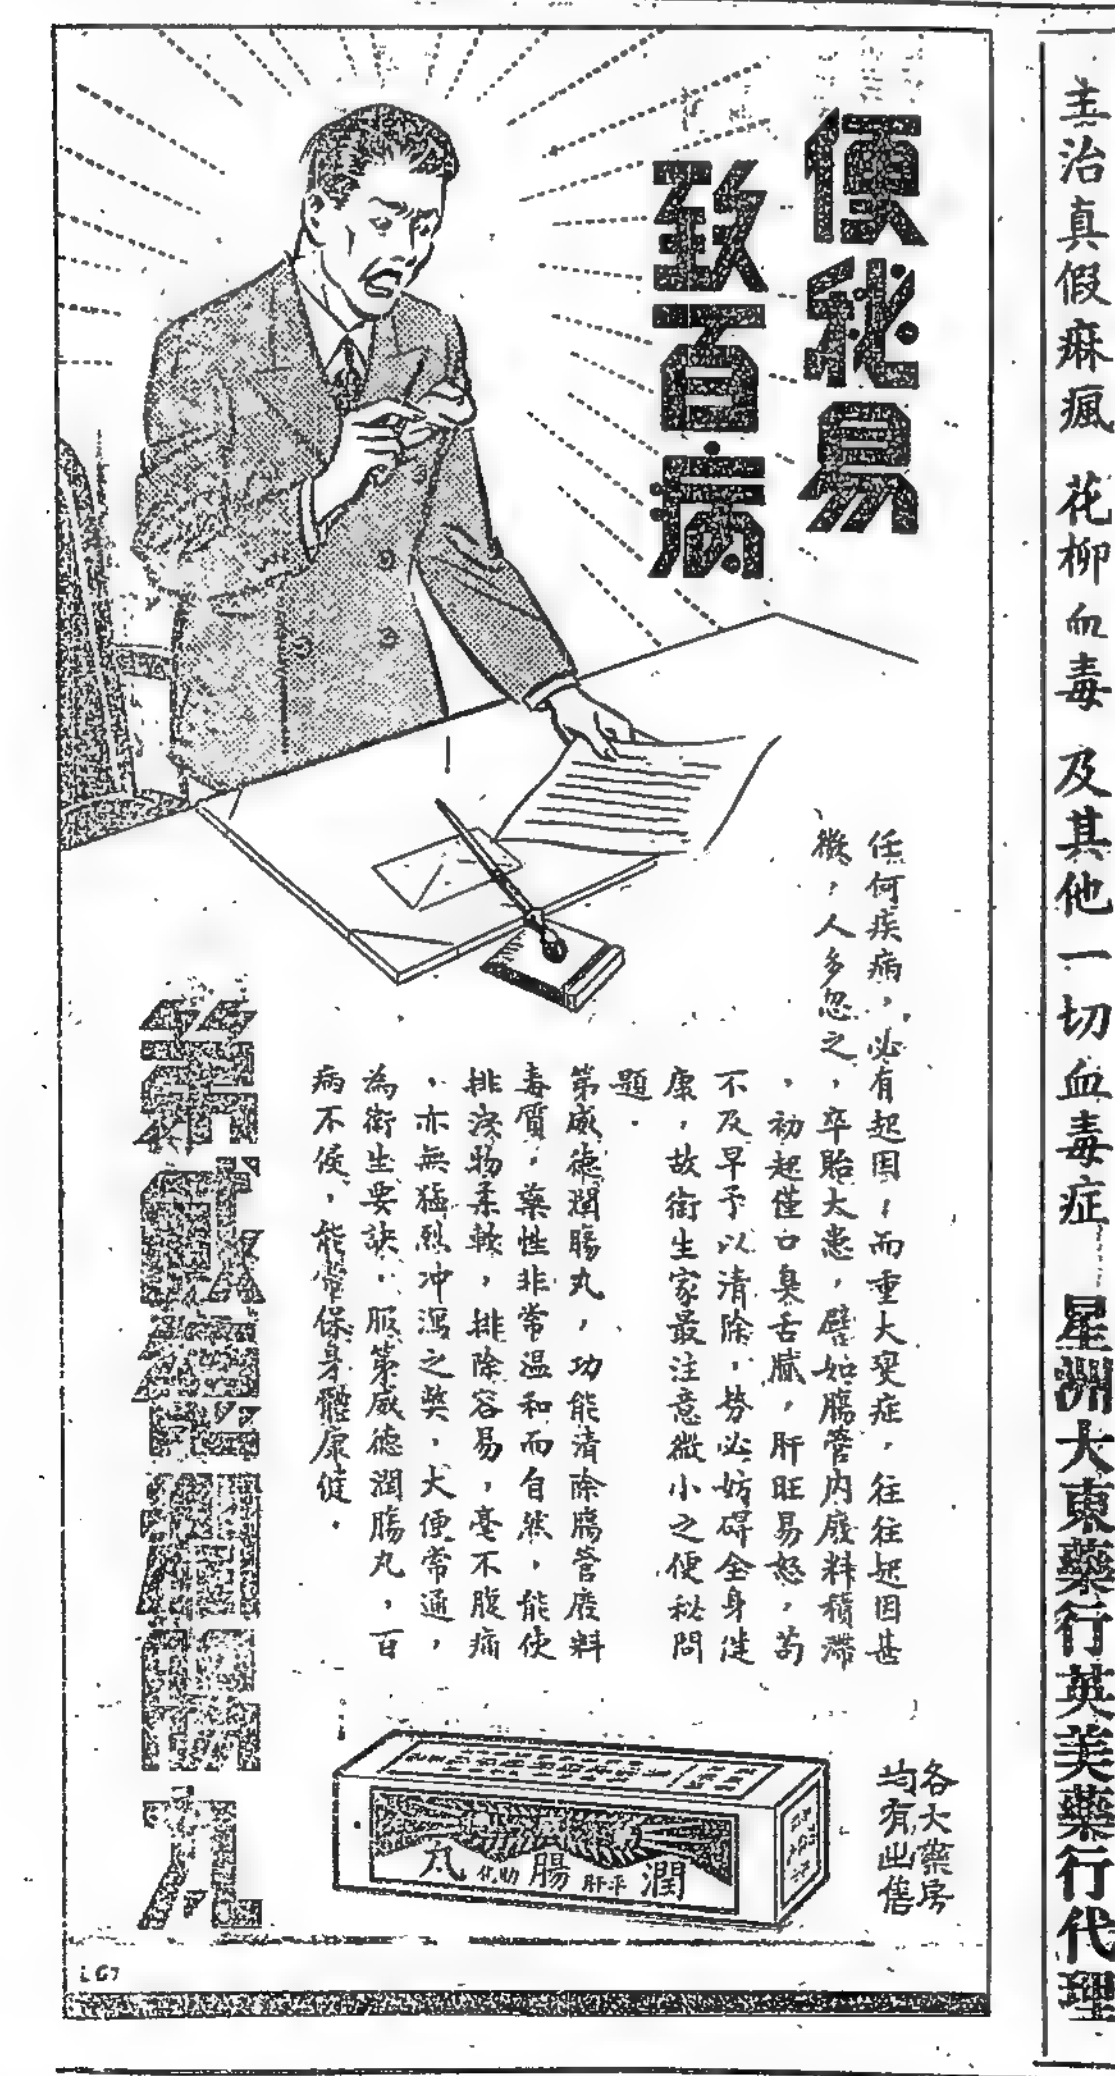 主治真假痳瘋 花柳血毒 及其他一切血毒症 星洲大東藥行英美藥行代理
便秘易
致百病
任何疾病，必有起因，而重大變症，往往起因甚
微，人多忽之，卒貽大患，譬如腸管內廢料積滯
，初起僅口臭舌膩，肝旺易怒，苟
不及早予以清除，势必妨碍全身健
康，故衛生家最注意微小之便秘問
題．
第威德潤腸丸，功能清除腸管廢料
毒質，藥性非常温和而自然，能使
排洩物柔軟，排除容易，毫不腹痛
，亦無猛烈冲瀉之獘，大便常通，
為衛生要訣．服第威德潤腸丸，百
病不侵，能常保身體康健．
第威德潤腸丸
各大藥房
均有出售
潤 平肝 腸 助化 丸
LG7